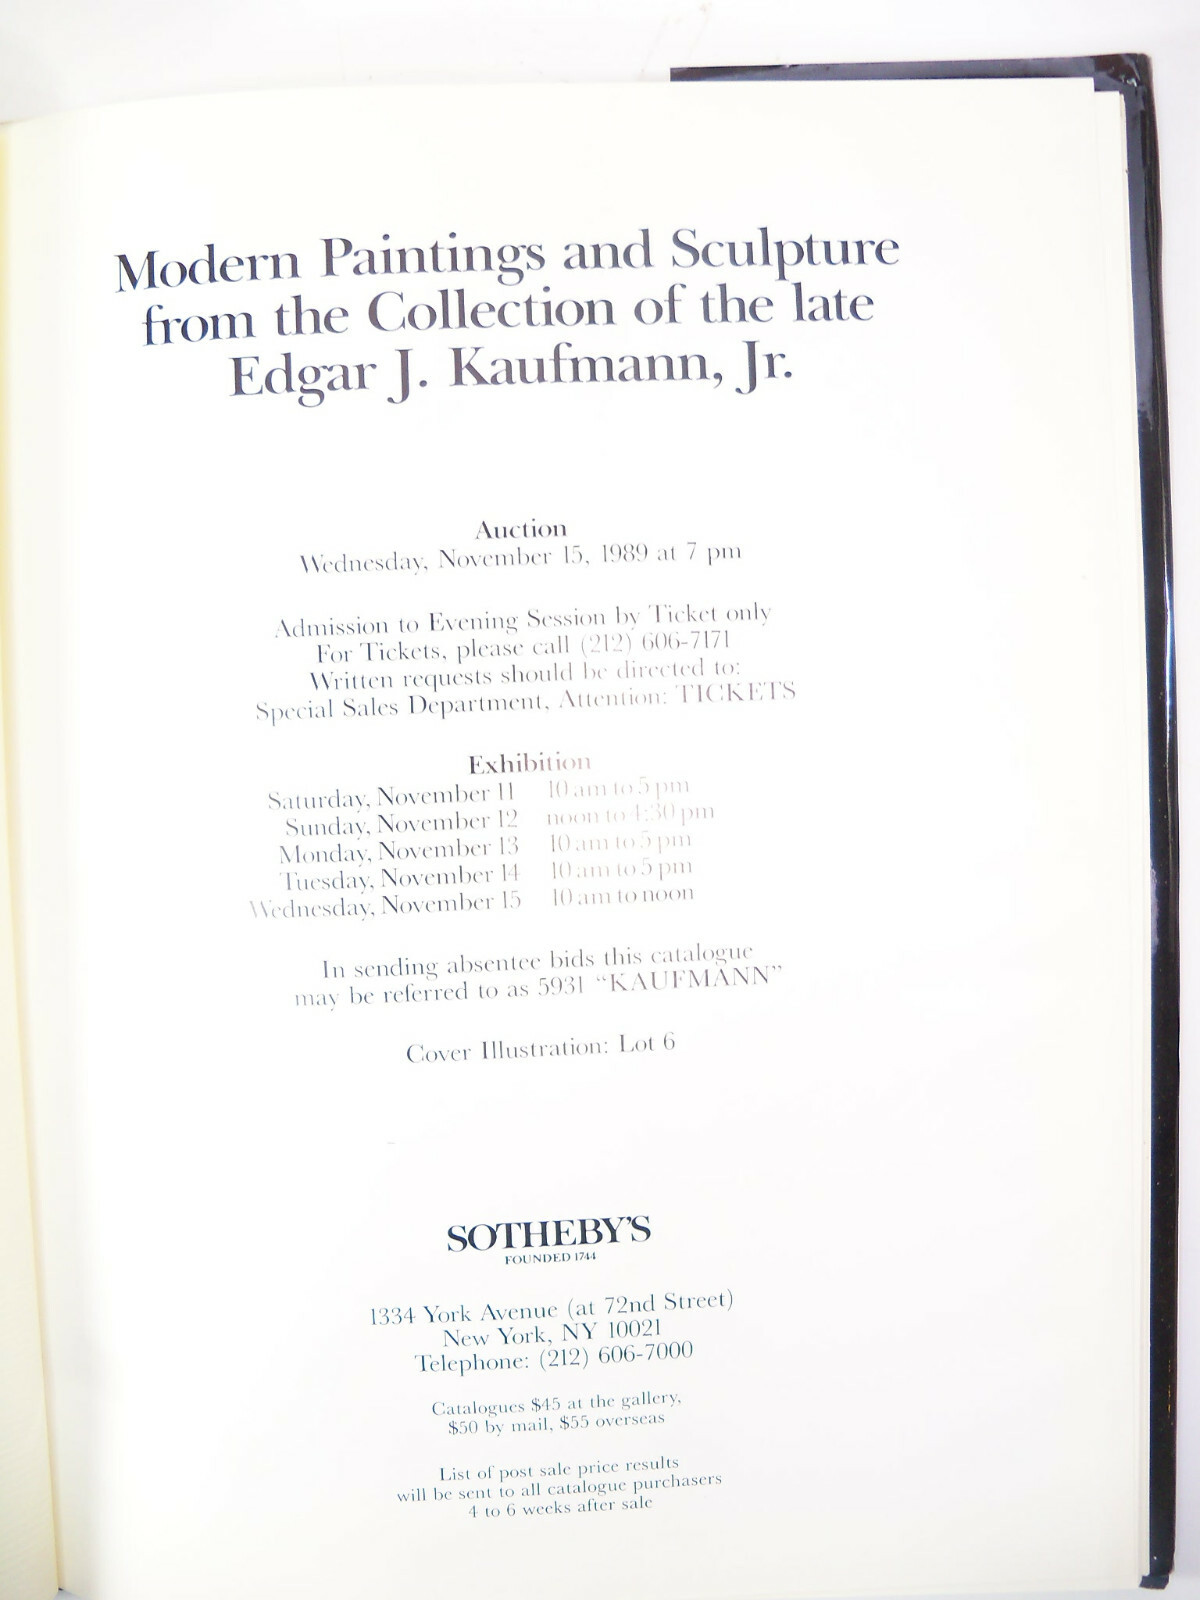 Modern Paintings and Sculpture
from the Collection of the late
Edgar J. Kaufmann, Jr.
Auction
Wednesday, November 15, 1989 at 7 pm
Admission to Evening Session by Ticket only
For Tickets, please call (212) 606-7171
Written requests should be directed to:
Special Sales Department, Attention: TICKETS
Exhibition
Saturday, November 11 10 am to 5 pm
Sunday, November 12 noon to 4:30 pm
Monday, November 13 10 am to 5 pm
Tuesday, November 14 10 am to 5 pm
Wednesday, November 15 10 am to noon
In sending absentee bids this catalogue
may be referred to as 5931 “KAUFMANN”
Cover Illustration: Lot 6
SOTHEBY'S
FOUNDED 1744
1334 York Avenue (at 72nd Street)
New York, NY 10021
Telephone: (212) 606-7000
Catalogues $45 at the gallery,
$50 by mail, $55 overseas
List of post sale price results
will be sent to all catalogue purchasers
4 to 6 weeks after sale